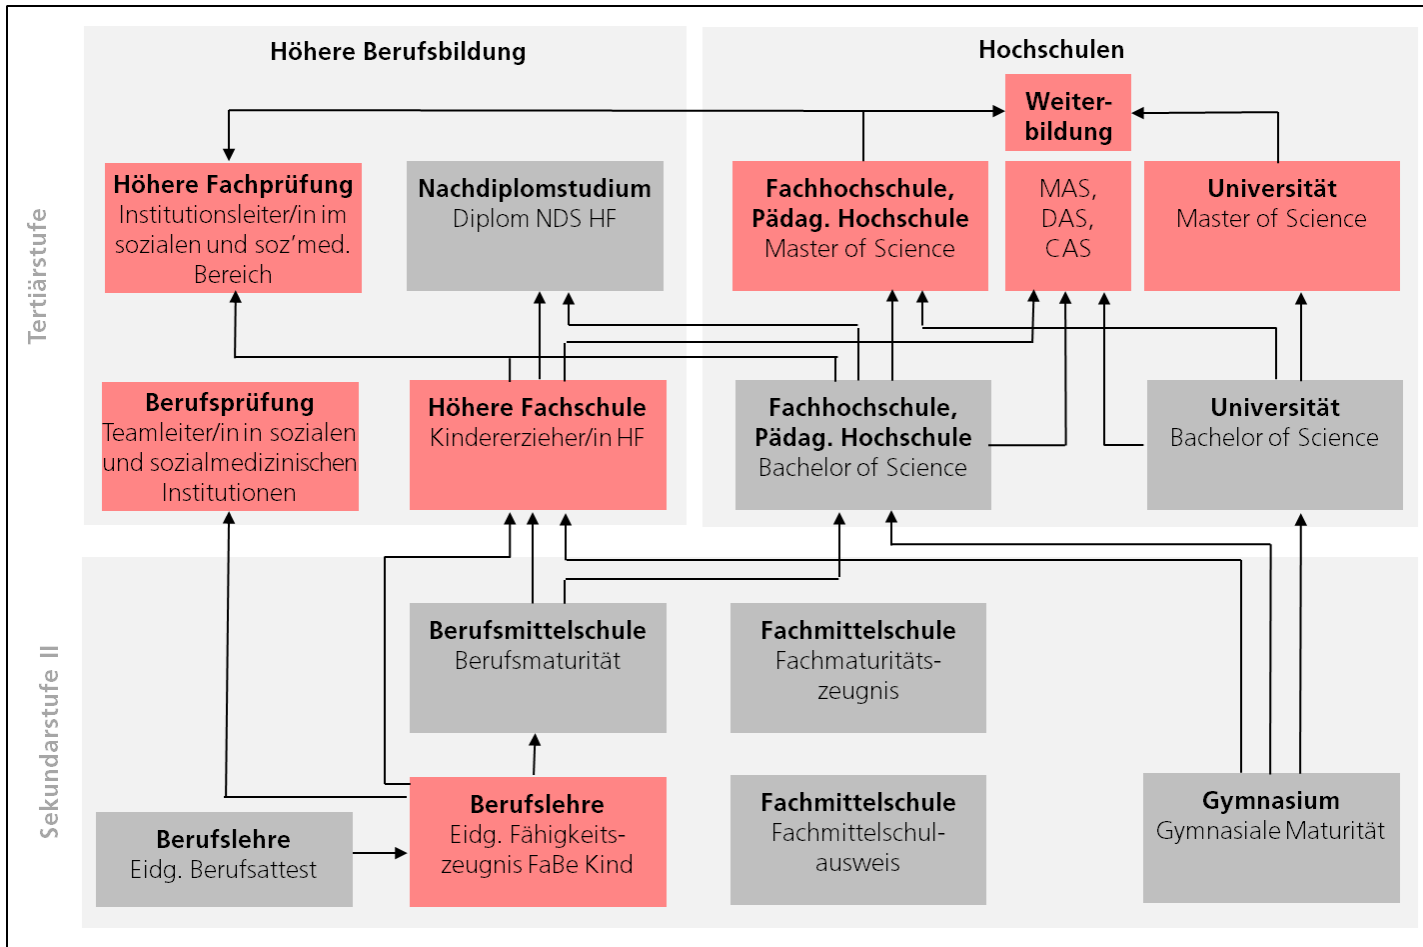 Höhere Berufsbildung
Hochschulen
Weiter-
bildung
Höhere Fachprüfung
Institutionsleiter/in im
sozialen und soz’med.
Bereich
Nachdiplomstudium
Diplom NDS HF
Fachhochschule,
Pädag. Hochschule
Master of Science
MAS,
DAS,
CAS
Universität
Master of Science
Tertiärstufe
Berufsprüfung
Teamleiter/in in sozialen
und sozialmedizinischen
Institutionen
Höhere Fachschule
Kindererzieher/in HF
Fachhochschule,
Pädag. Hochschule
Bachelor of Science
Universität
Bachelor of Science
Sekundarstufe II
Berufsmittelschule
Berufsmaturität
Fachmittelschule
Fachmaturitäts-
zeugnis
Berufslehre
Eidg. Berufsattest
Berufslehre
Eidg. Fähigkeits-
zeugnis FaBe Kind
Fachmittelschule
Fachmittelschul-
ausweis
Gymnasium
Gymnasiale Maturität